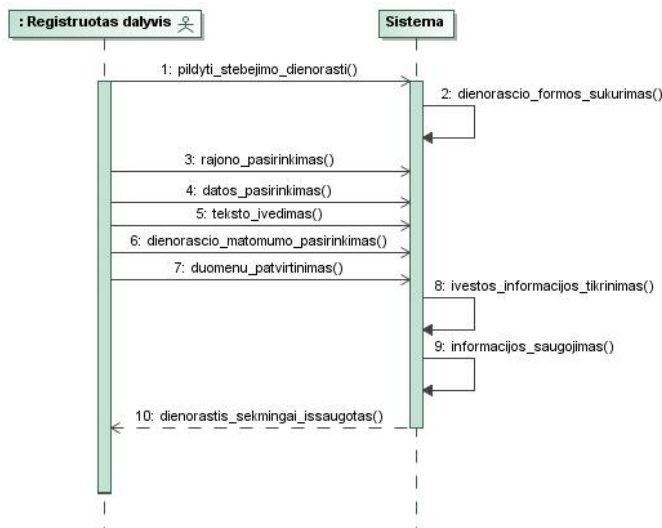 : Registruotas dalyvis
Sistema
1: pildyti_stebejimo_dienorasti()
2: dienorascio_formos_sukurimas()
3: rajono_pasirinkimas()
4: datos_pasirinkimas()
5: teksto_ivedimas()
6: dienorascio_matomumo_pasirinkimas()
7: duomenu_patvirtinimas()
8: ivestos_informacijos_tikrinimas()
9: informacijos_saugojimas()
10: dienorastis_sekmingai_issaugotas()